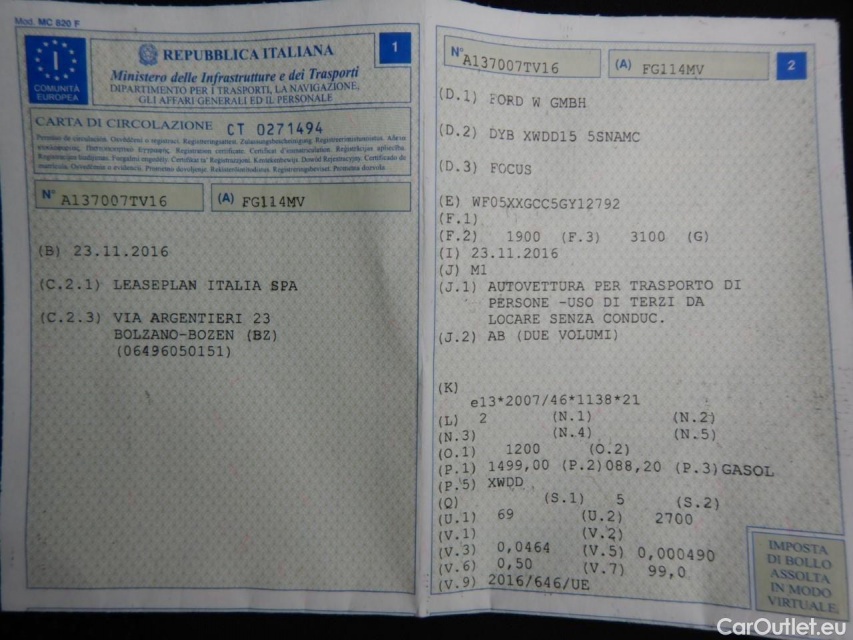 Mod. MC 820 F
I
COMUNITÀ
EUROPEA
REPUBBLICA ITALIANA
1
Ministero delle Infrastrutture e dei Trasporti
DIPARTIMENTO PER I TRASPORTI, LA NAVIGAZIONE,
GLI AFFARI GENERALI ED IL PERSONALE
CARTA DI CIRCOLAZIONE CT 0271494
N° A137007TV16 (A) FG114MV
(B) 23.11.2016
(C.2.1) LEASEPLAN ITALIA SPA
(C.2.3) VIA ARGENTIERI 23
BOLZANO-BOZEN (BZ)
(06496050151)
N° A137007TV16 (A) FG114MV 2
(D.1) FORD W GMBH
(D.2) DYB XWDD15 5SNAMC
(D.3) FOCUS
(E) WF05XXGCC5GY12792
(F.1)
(F.2) 1900 (F.3) 3100 (G)
(I) 23.11.2016
(J) M1
(J.1) AUTOVETTURA PER TRASPORTO DI
PERSONE -USO DI TERZI DA
LOCARE SENZA CONDUC.
(J.2) AB (DUE VOLUMI)
(K)
e13*2007/46*1138*21
(L) 2 (N.1) (N.2)
(N.3) (N.4) (N.5)
(O.1) 1200 (O.2)
(P.1) 1499,00 (P.2)088,20 (P.3)GASOL
(P.5) XWDD
(Q) (S.1) 5 (S.2)
(U.1) 69 (U.2) 2700
(V.1) (V.2)
(V.3) 0,0464 (V.5) 0,000490
(V.6) 0,50 (V.7) 99,0
(V.9) 2016/646/UE
IMPOSTA
DI BOLLO
ASSOLTA
IN MODO
VIRTUALE
CarOutlet.eu